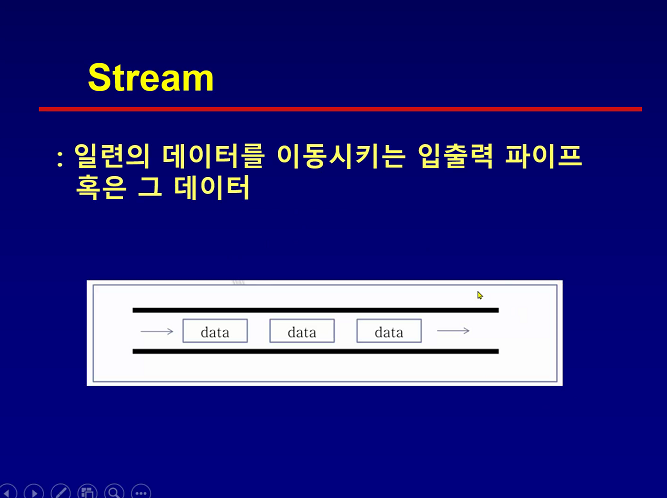 Stream
: 일련의 데이터를 이동시키는 입출력 파이프
혹은 그 데이터
data data data